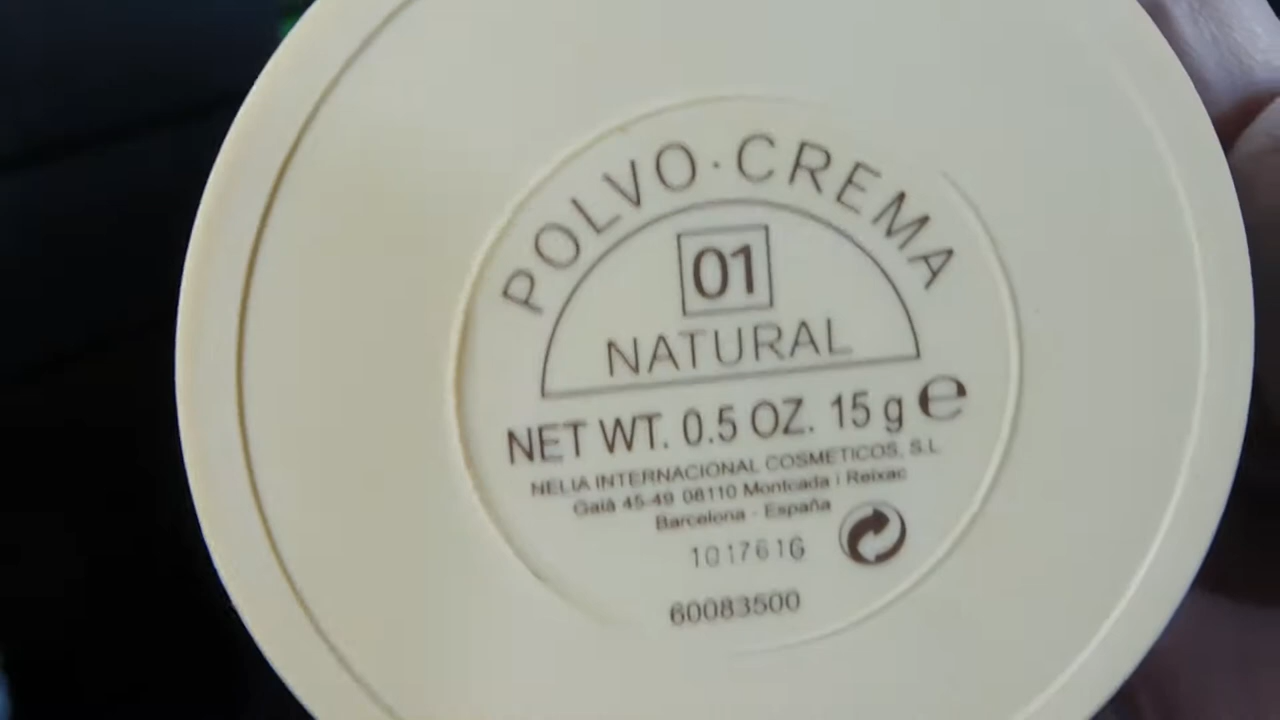 POLVO·CREMA
01
NATURAL
NET WT. 0.5 OZ. 15 g ℮
NELIA INTERNACIONAL COSMETICOS, S.L
Gaià 45-49 08110 Montcada i Reixac
Barcelona - España
1017616
60083500